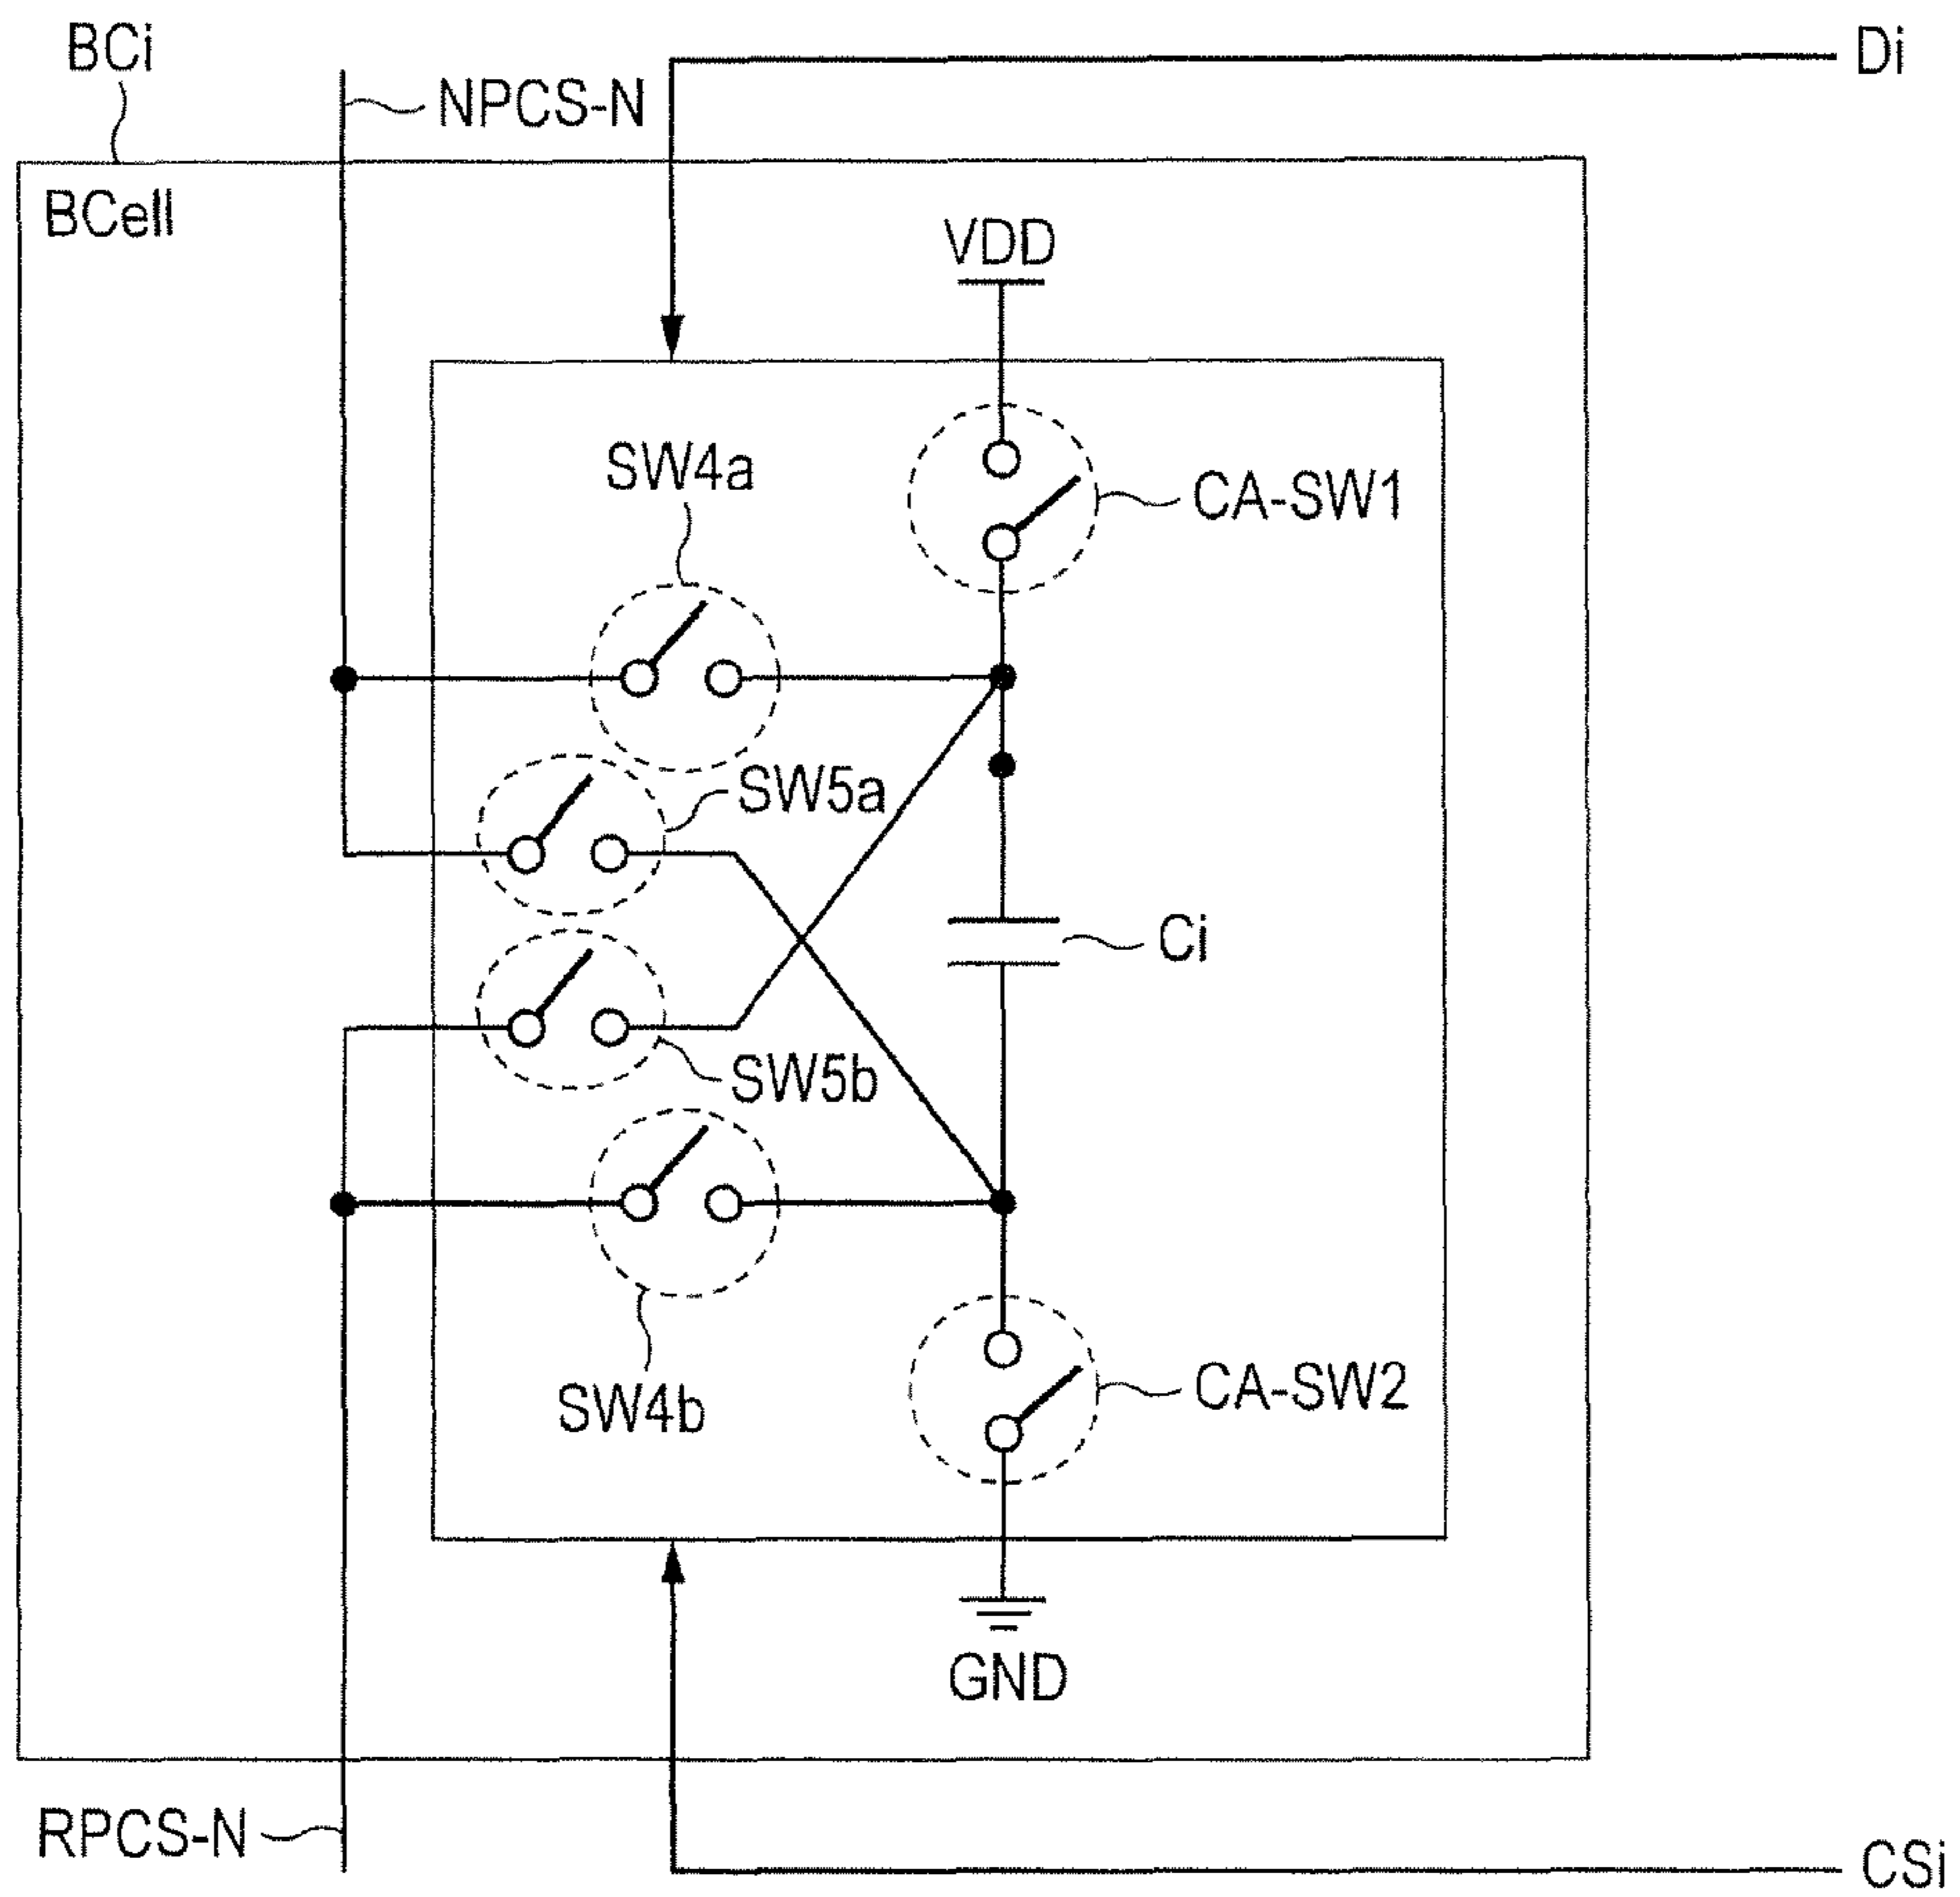 BCi
Di
NPCS-N
BCell
VDD
SW4a
CA-SW1
SW5a
Ci
SW5b
CA-SW2
SW4b
GND
RPCS-N
CSi